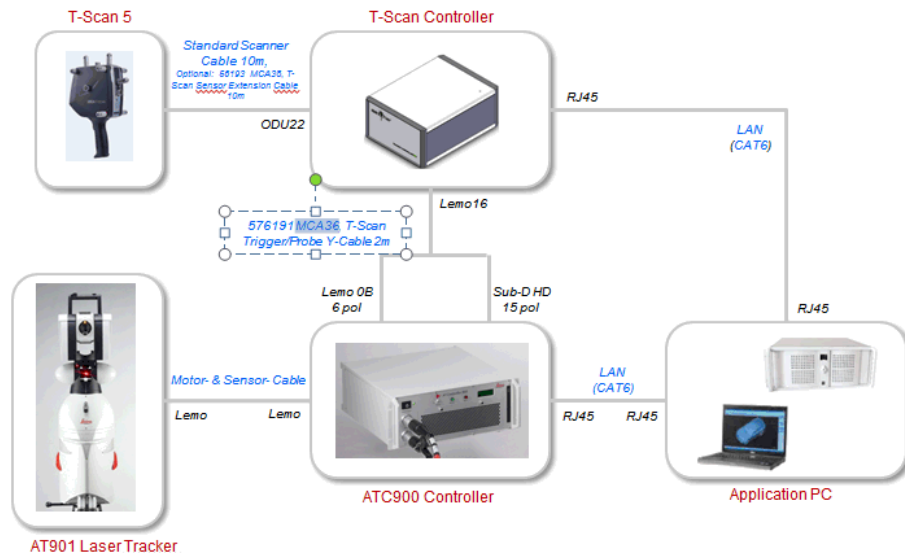 T-Scan 5
T-Scan Controller
Standard Scanner
Cable 10m,
Optional: 56193 MCA38, T-
Scan Sensor Extension Cable
10m
ODU22
RJ45
LAN
(CAT6)
Lemo16
576191 MCA36, T-Scan
Trigger/Probe Y-Cable 2m
Lemo 0B
6 pol
Sub-D HD
15 pol
RJ45
Motor- & Sensor- Cable
Lemo
Lemo
LAN
(CAT6)
RJ45
RJ45
ATC900 Controller
Application PC
AT901 Laser Tracker